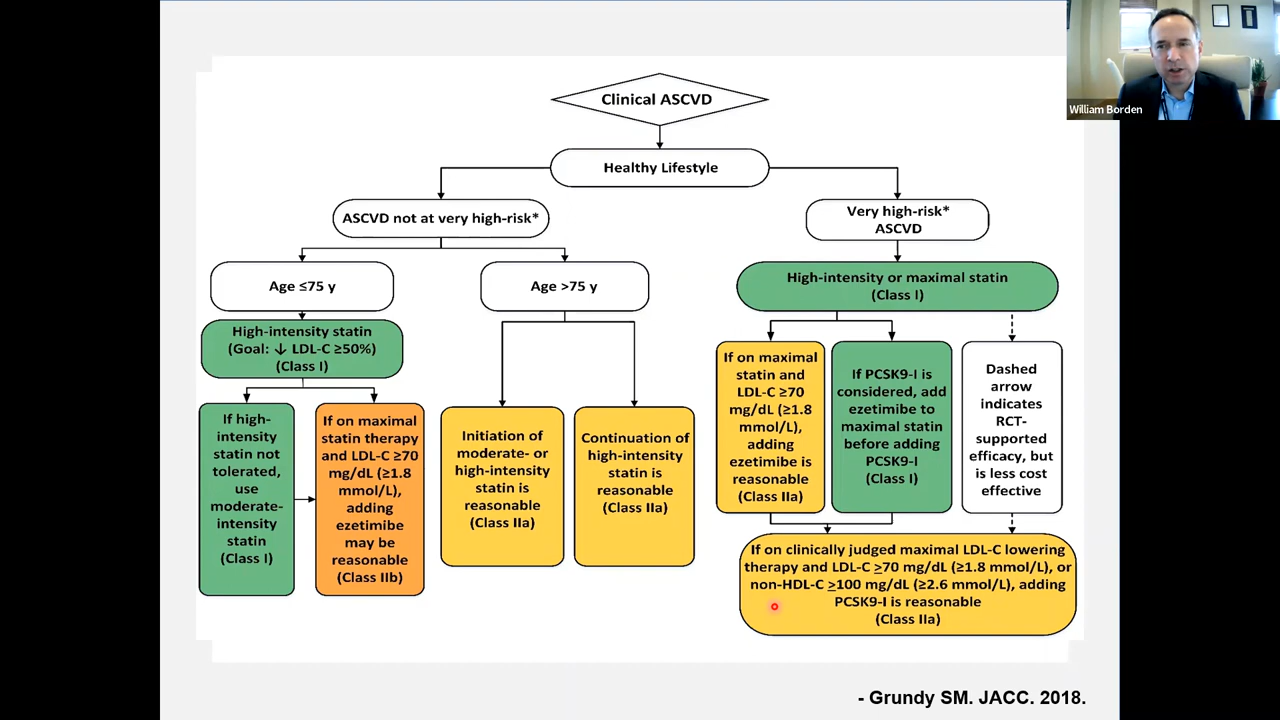 William Borden
Clinical ASCVD
Healthy Lifestyle
ASCVD not at very high-risk*
Very high-risk*
ASCVD
Age ≤75 y
Age >75 y
High-intensity or maximal statin
(Class I)
High-intensity statin
(Goal: ↓ LDL-C ≥50%)
(Class I)
If high-
intensity
statin not
tolerated,
use
moderate-
intensity
statin
(Class I)
If on maximal
statin therapy
and LDL-C ≥70
mg/dL (≥1.8
mmol/L),
adding
ezetimibe
may be
reasonable
(Class IIb)
Initiation of
moderate- or
high-intensity
statin is
reasonable
(Class IIa)
Continuation of
high-intensity
statin is
reasonable
(Class IIa)
If on maximal
statin and
LDL-C ≥70
mg/dL (≥1.8
mmol/L),
adding
ezetimibe is
reasonable
(Class IIa)
If PCSK9-I is
considered, add
ezetimibe to
maximal statin
before adding
PCSK9-I
(Class I)
Dashed
arrow
indicates
RCT-
supported
efficacy, but
is less cost
effective
If on clinically judged maximal LDL-C lowering
therapy and LDL-C ≥70 mg/dL (≥1.8 mmol/L), or
non-HDL-C ≥100 mg/dL (≥2.6 mmol/L), adding
PCSK9-I is reasonable
(Class IIa)
- Grundy SM. JACC. 2018.